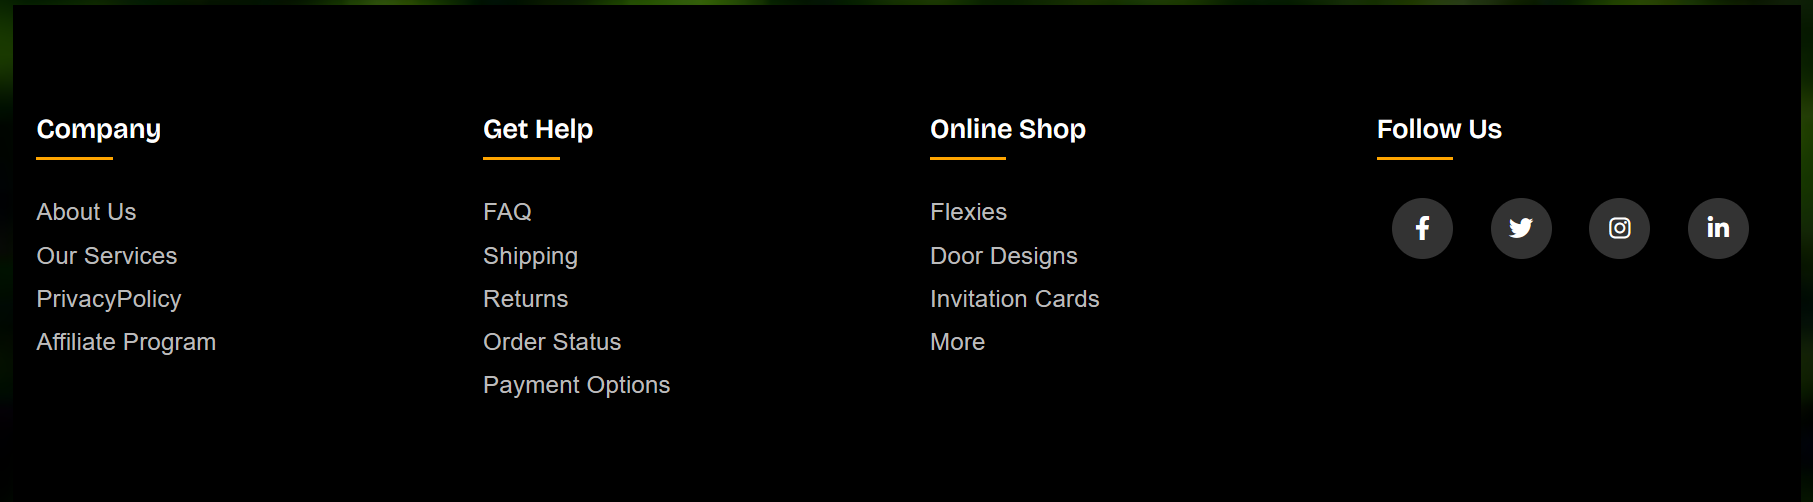 Company
About Us
Our Services
PrivacyPolicy
Affiliate Program
Get Help
FAQ
Shipping
Returns
Order Status
Payment Options
Online Shop
Flexies
Door Designs
Invitation Cards
More
Follow Us